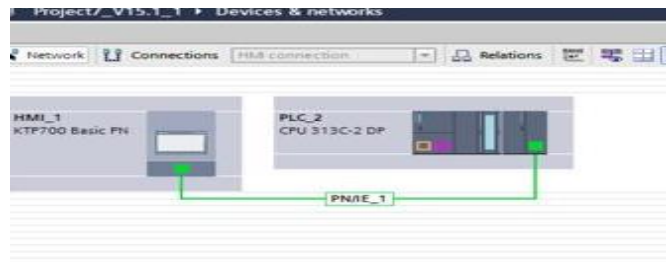 Project7_V15.1_1 ▸ Devices & networks
Network Connections HMI connection Relations
HMI_1
KTP700 Basic PN
PLC_2
CPU 313C-2 DP
PN/IE_1